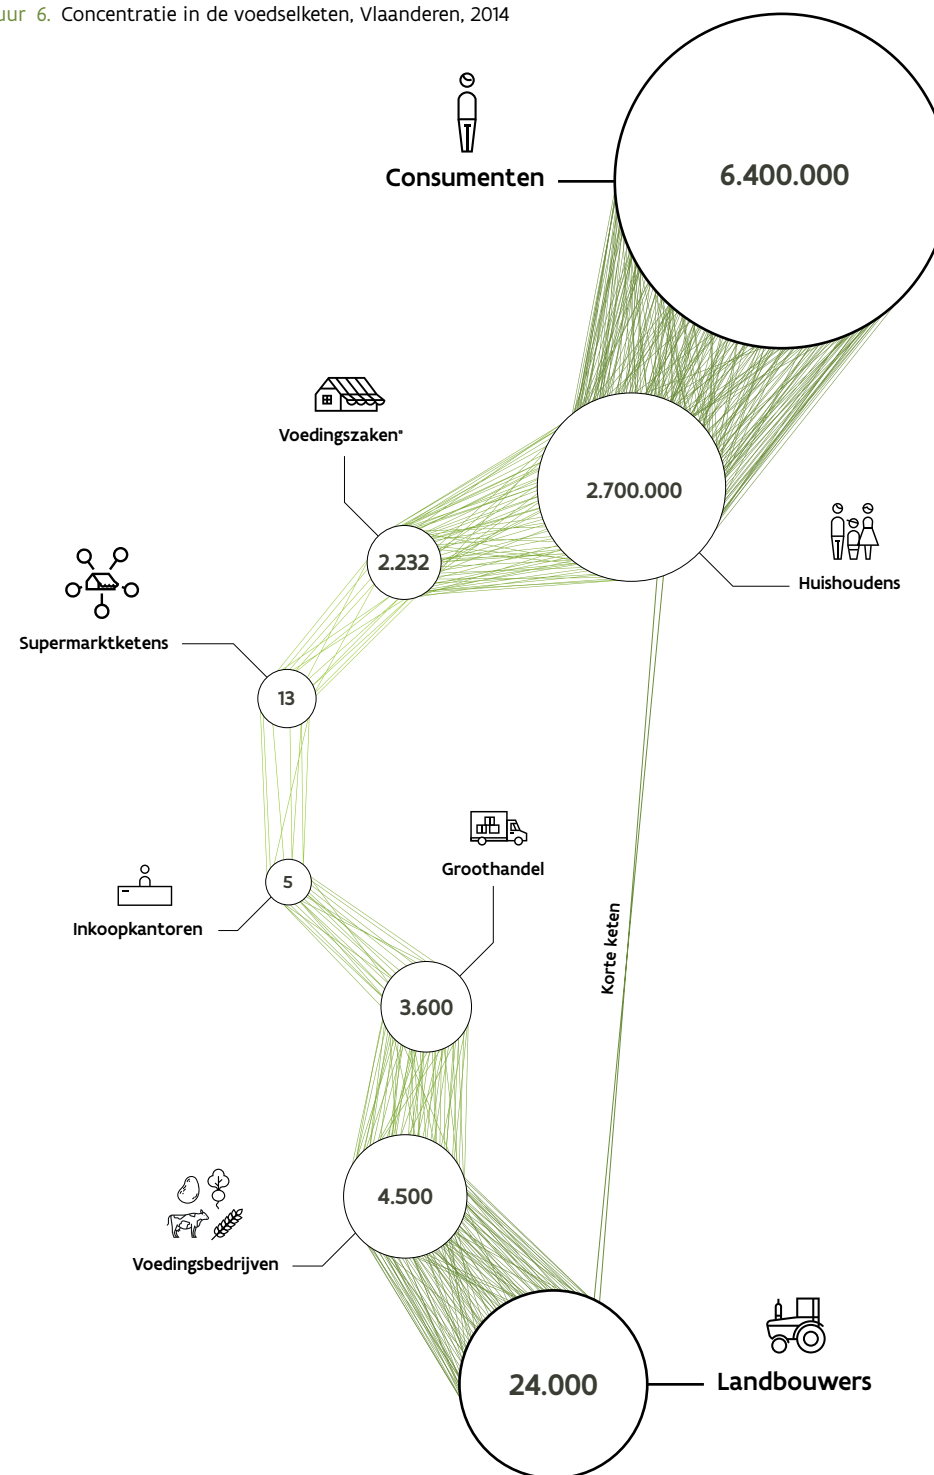 uur 6. Concentratie in de voedselketen, Vlaanderen, 2014
Consumenten
6.400.000
Voedingszaken*
2.700.000
2.232
Huishoudens
Supermarktketens
13
Groothandel
5
Inkoopkantoren
Korte keten
3.600
4.500
Voedingsbedrijven
24.000
Landbouwers